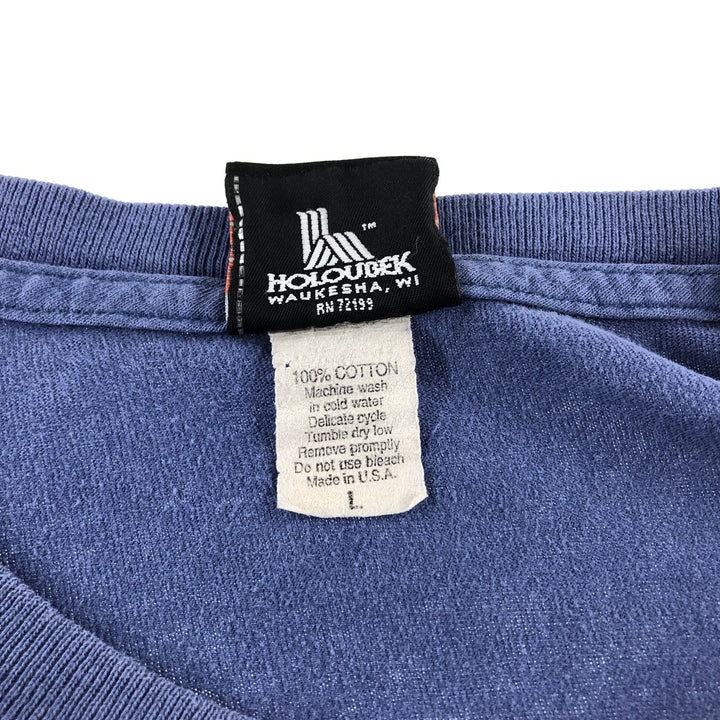 ™
HOLOUBEK
WAUKESHA, WI
RN 72199
100% COTTON
Machine wash
in cold water
Delicate cycle
Tumble dry low
Remove promptly
Do not use bleach
Made in U.S.A.
L